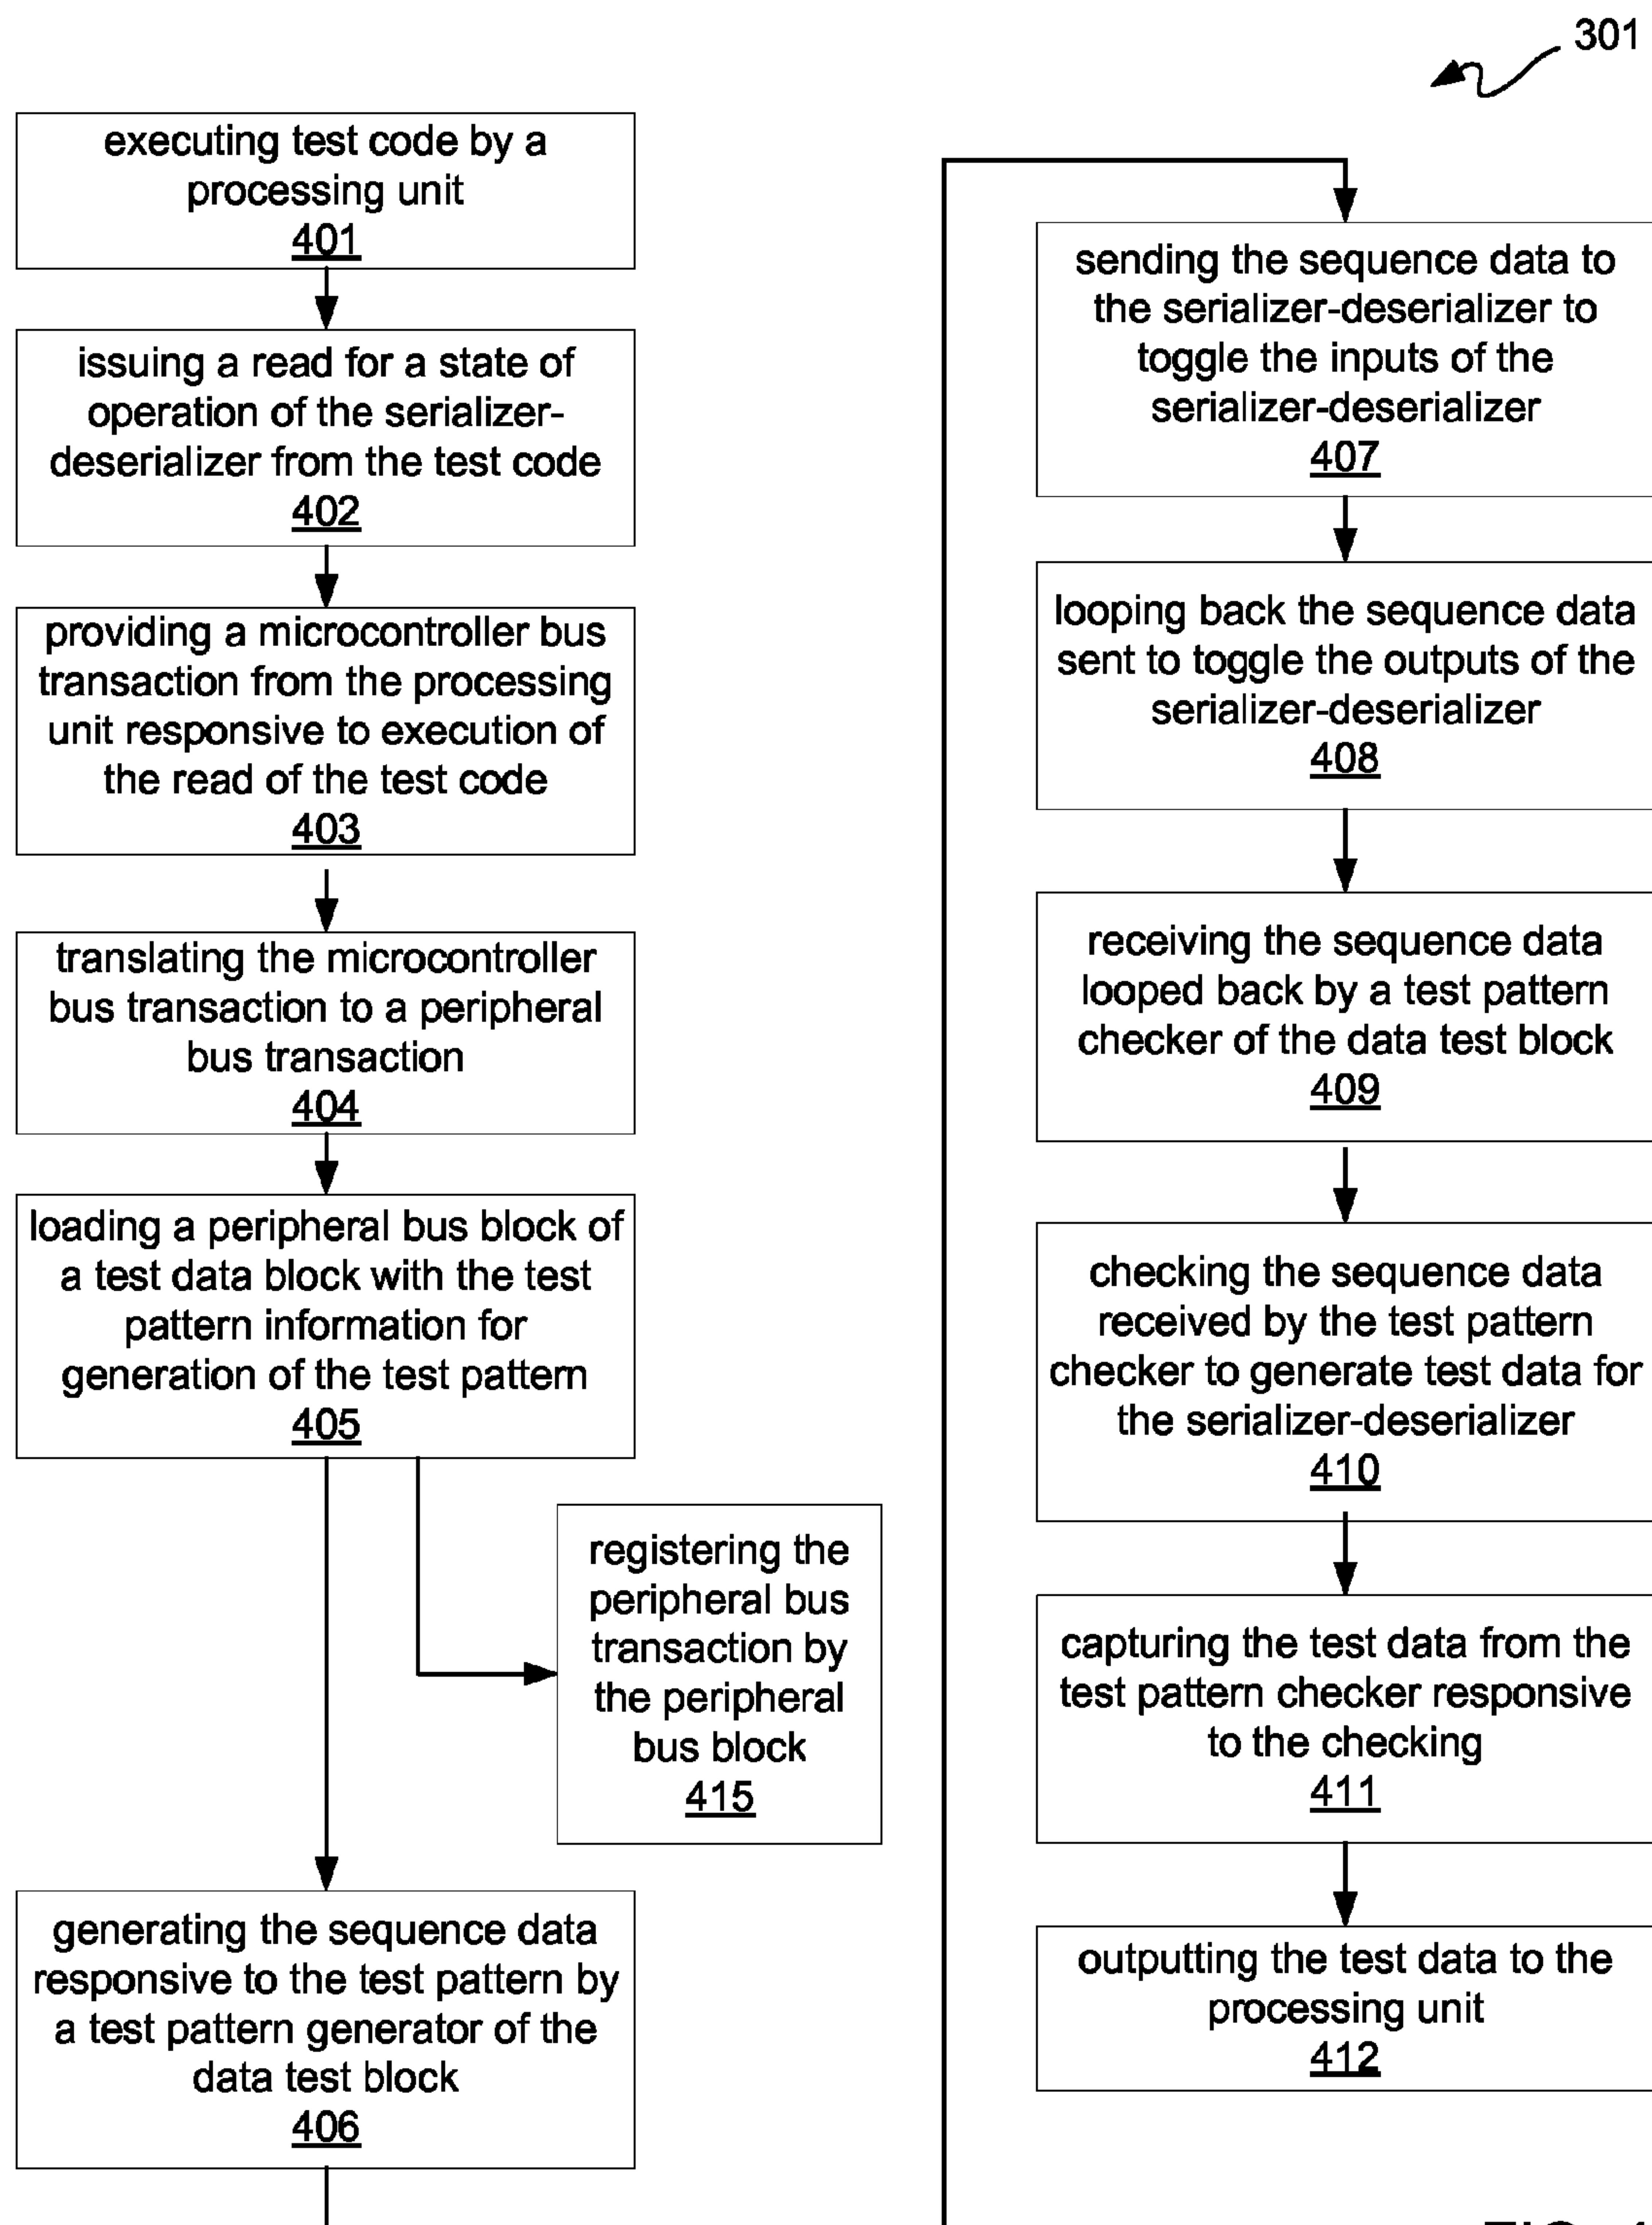 301
executing test code by a
processing unit
401
issuing a read for a state of
operation of the serializer-
deserializer from the test code
402
providing a microcontroller bus
transaction from the processing
unit responsive to execution of
the read of the test code
403
translating the microcontroller
bus transaction to a peripheral
bus transaction
404
loading a peripheral bus block of
a test data block with the test
pattern information for
generation of the test pattern
405
registering the
peripheral bus
transaction by
the peripheral
bus block
415
generating the sequence data
responsive to the test pattern by
a test pattern generator of the
data test block
406
sending the sequence data to
the serializer-deserializer to
toggle the inputs of the
serializer-deserializer
407
looping back the sequence data
sent to toggle the outputs of the
serializer-deserializer
408
receiving the sequence data
looped back by a test pattern
checker of the data test block
409
checking the sequence data
received by the test pattern
checker to generate test data for
the serializer-deserializer
410
capturing the test data from the
test pattern checker responsive
to the checking
411
outputting the test data to the
processing unit
412